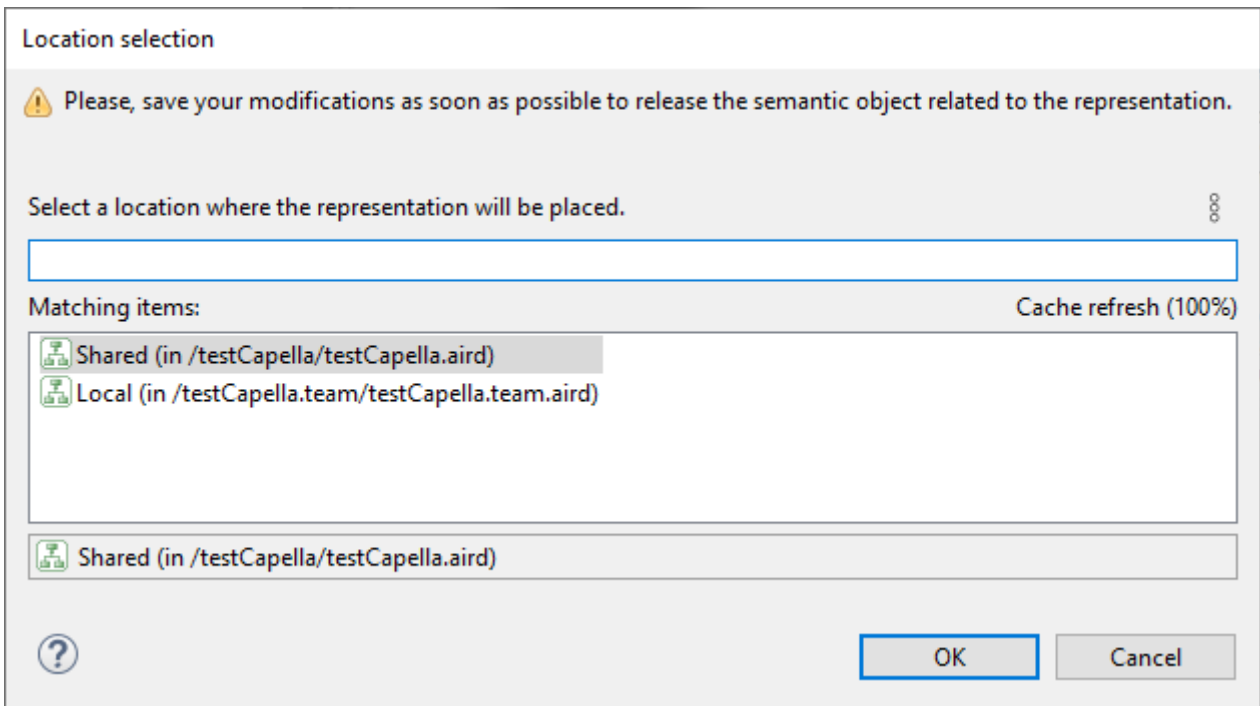 Location selection
Please, save your modifications as soon as possible to release the semantic object related to the representation.
Select a location where the representation will be placed.
Matching items: Cache refresh (100%)
Shared (in /testCapella/testCapella.aird)
Local (in /testCapella.team/testCapella.team.aird)
Shared (in /testCapella/testCapella.aird)
OK Cancel